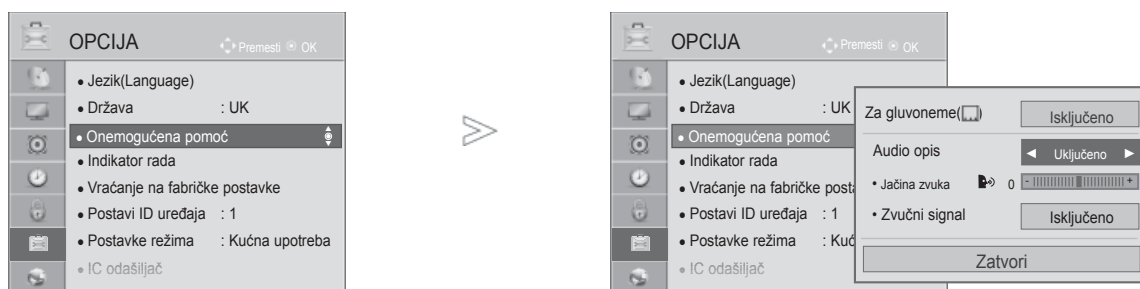 OPCIJA Premesti OK
• Jezik(Language)
• Država : UK
• Onemogućena pomoć
• Indikator rada
• Vraćanje na fabričke postavke
• Postavi ID uređaja : 1
• Postavke režima : Kućna upotreba
• IC odašiljač
OPCIJA Premesti OK
• Jezik(Language)
• Država : UK
• Onemogućena pomoć
• Indikator rada
• Vraćanje na fabričke posta
• Postavi ID uređaja : 1
• Postavke režima : Kuć
• IC odašiljač
Za gluvoneme( ) Isključeno
Audio opis ◄ Uključeno ►
• Jačina zvuka 0 - +
• Zvučni signal Isključeno
Zatvori